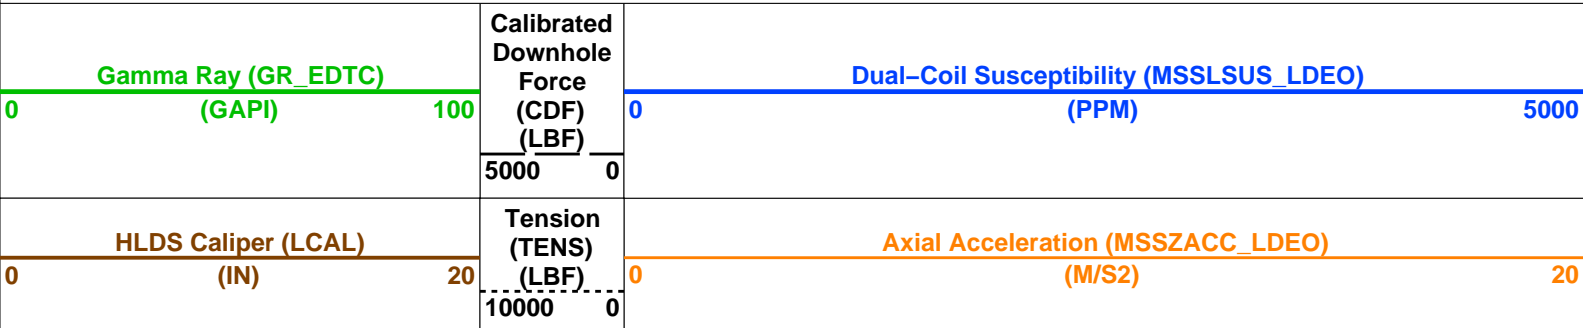 Gamma Ray (GR_EDTC)
0 (GAPI) 100
Calibrated
Downhole
Force
(CDF)
(LBF)
5000 0
Dual−Coil Susceptibility (MSSLSUS_LDEO)
0 (PPM) 5000
HLDS Caliper (LCAL)
0 (IN) 20
Tension
(TENS)
(LBF)
10000 0
Axial Acceleration (MSSZACC_LDEO)
0 (M/S2) 20